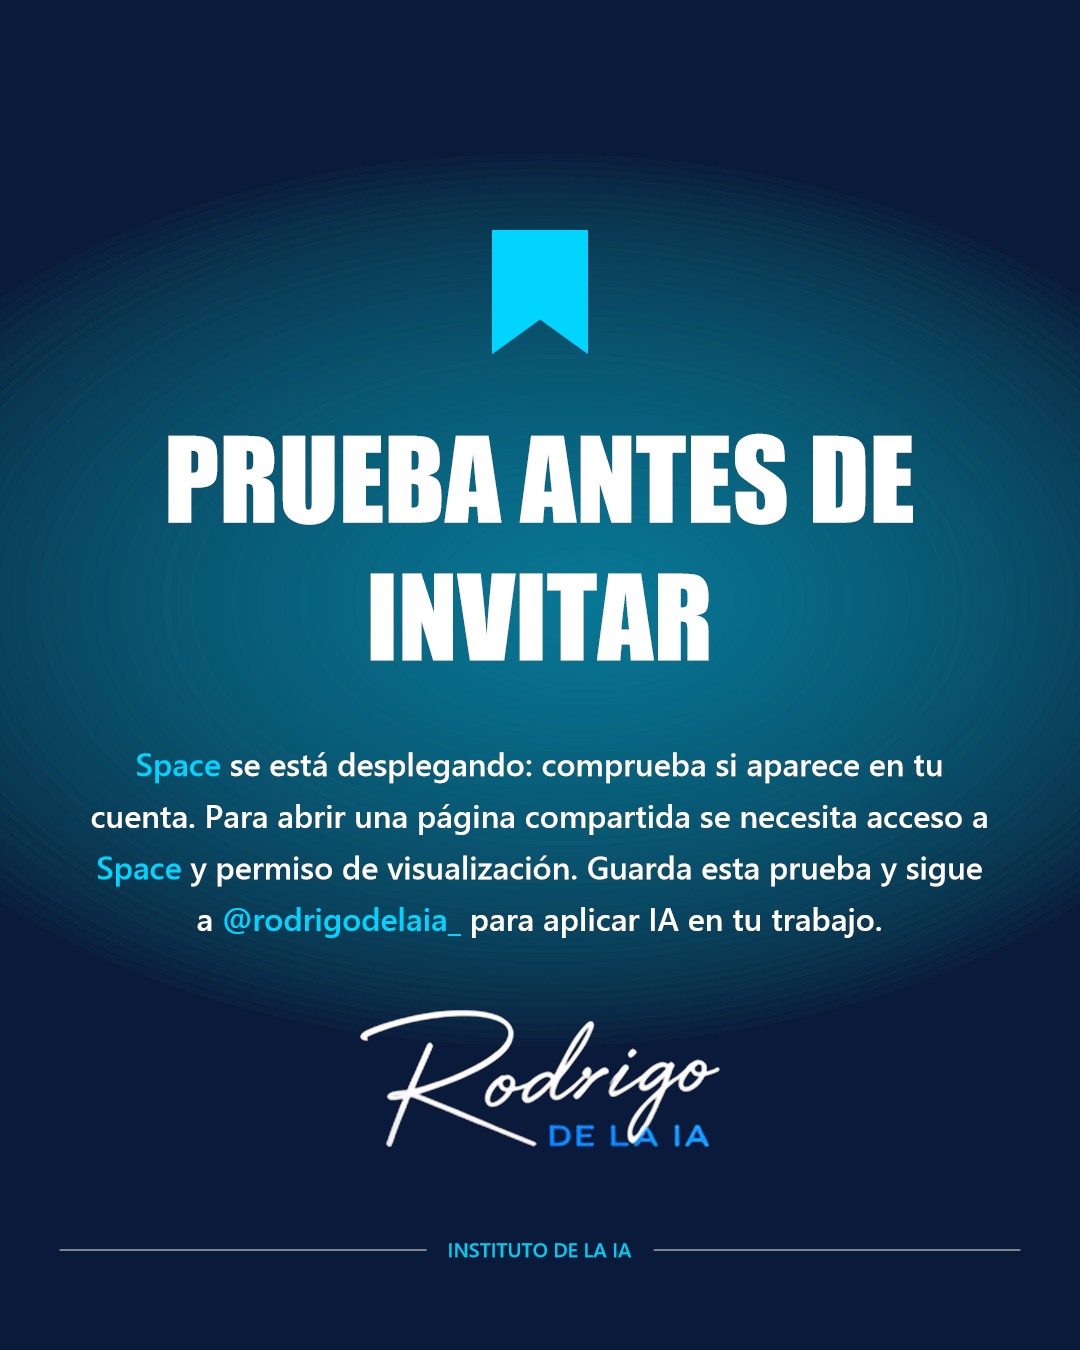 PRUEBA ANTES DE
INVITAR
Space se está desplegando: comprueba si aparece en tu
cuenta. Para abrir una página compartida se necesita acceso a
Space y permiso de visualización. Guarda esta prueba y sigue
a @rodrigodelaia_ para aplicar IA en tu trabajo.
Rodrigo
DE LA IA
INSTITUTO DE LA IA